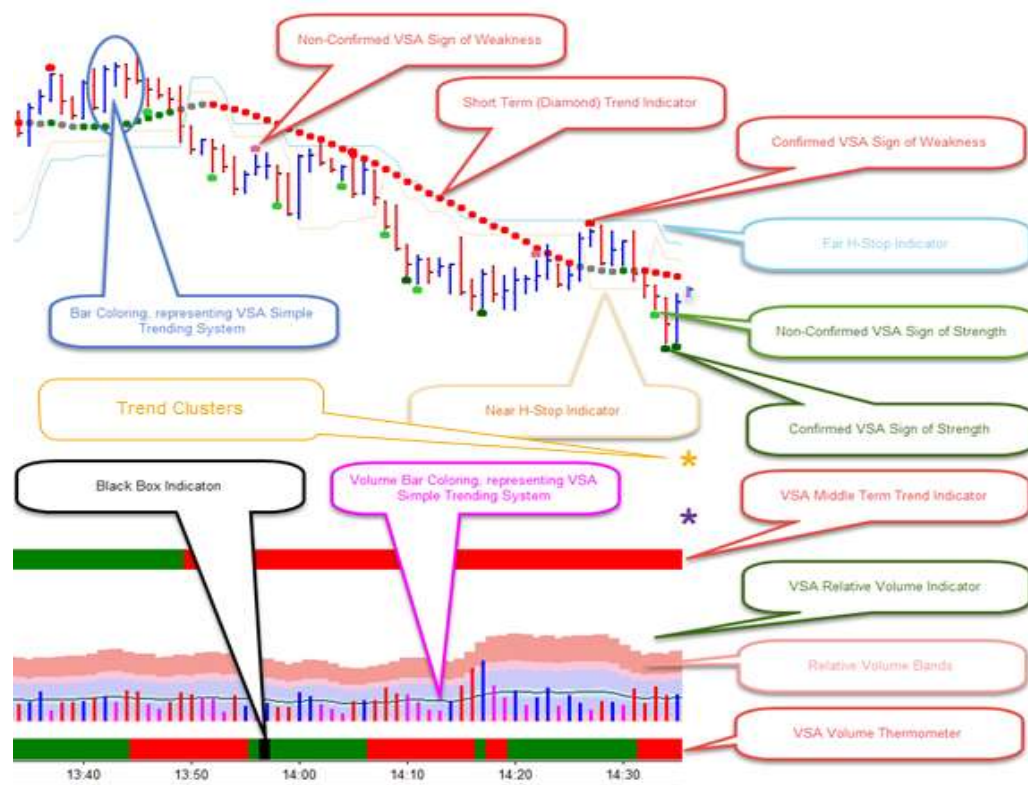 Non-Confirmed VSA Sign of Weakness
Short Term (Diamond) Trend Indicator
Confirmed VSA Sign of
Weakness
Far H-Stop Indicator
Bar Coloring, representing VSA Simple
Trending System
Non-Confirmed VSA Sign of Strength
Trend Clusters
Near H-Stop Indicator
Confirmed VSA Sign of Strength
Black Box Indicaton
Volume Bar Coloring, representing VSA
Simple Trending System
VSA Middle Term Trend Indicator
*
*
VSA Relative Volume Indicator
Relative Volume Bands
VSA Volume Thermometer
13:40 13:50 14:00 14:10 14:20 14:30